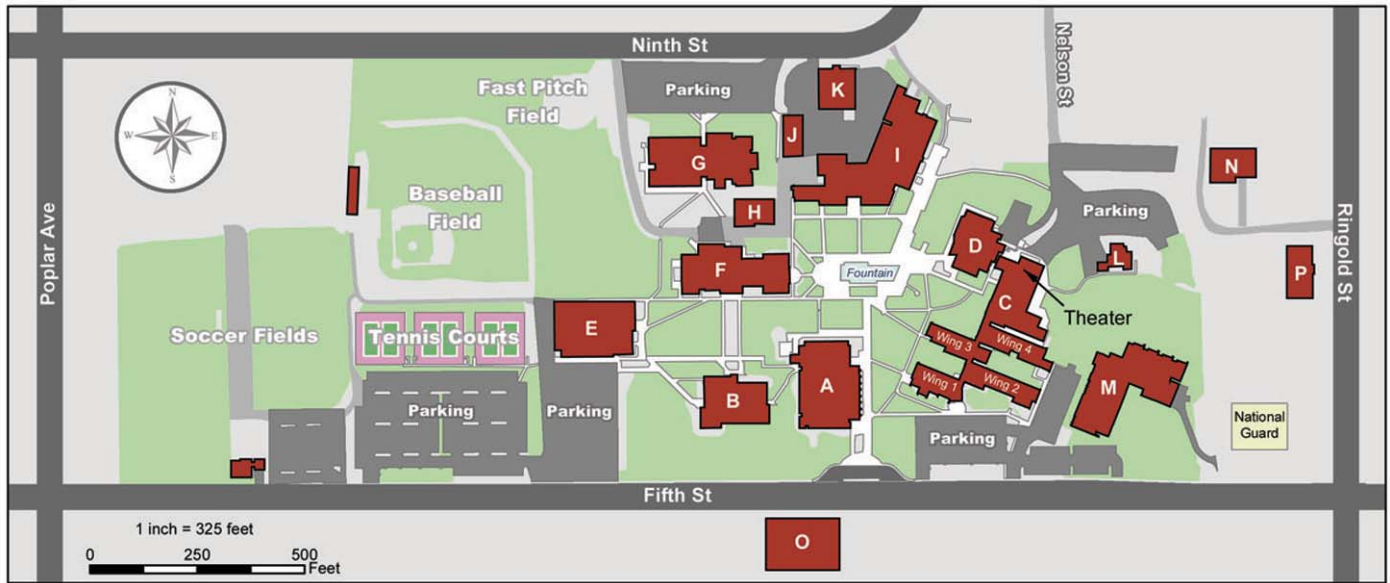 Ninth St
Nelson St
Fast Pitch
Field
Parking
K
J
I
G
N
W
E
S
N
Baseball
Field
H
Parking
Poplar Ave
Ringold St
D
L
P
F
Fountain
C
Theater
Soccer Fields
Tennis Courts
E
Wing 3
Wing 4
A
B
Wing 1
Wing 2
M
Parking
Parking
Parking
National
Guard
Fifth St
O
1 inch = 325 feet
0 250 500
Feet